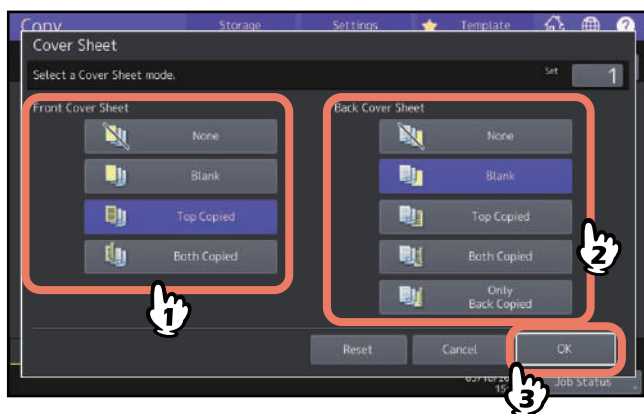 Copy Storage Settings Template
Cover Sheet
Select a Cover Sheet mode. Set 1
Front Cover Sheet
None
Blank
Top Copied
Both Copied
1
Back Cover Sheet
None
Blank
Top Copied
Both Copied
Only
Back Copied
2
Reset Cancel OK
3
Job Status